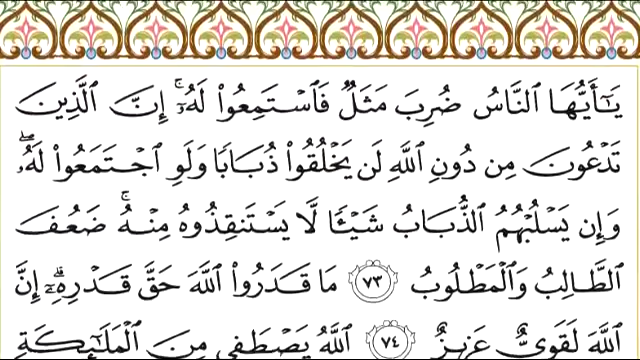 يَـٰٓأَيُّهَا ٱلنَّاسُ ضُرِبَ مَثَلٌ فَٱسْتَمِعُوا۟ لَهُۥٓ ۚ إِنَّ ٱلَّذِينَ
تَدْعُونَ مِن دُونِ ٱللَّهِ لَن يَخْلُقُوا۟ ذُبَابًا وَلَوِ ٱجْتَمَعُوا۟ لَهُۥ ۖ
وَإِن يَسْلُبْهُمُ ٱلذُّبَابُ شَيْـًٔا لَّا يَسْتَنقِذُوهُ مِنْهُ ۚ ضَعُفَ
ٱلطَّالِبُ وَٱلْمَطْلُوبُ ٧٣ مَا قَدَرُوا۟ ٱللَّهَ حَقَّ قَدْرِهِۦٓ ۗ إِنَّ
ٱللَّهَ لَقَوِىٌّ عَزِيزٌ ٧٤ ٱللَّهُ يَصْطَفِى مِنَ ٱلْمَلَـٰٓئِكَةِ